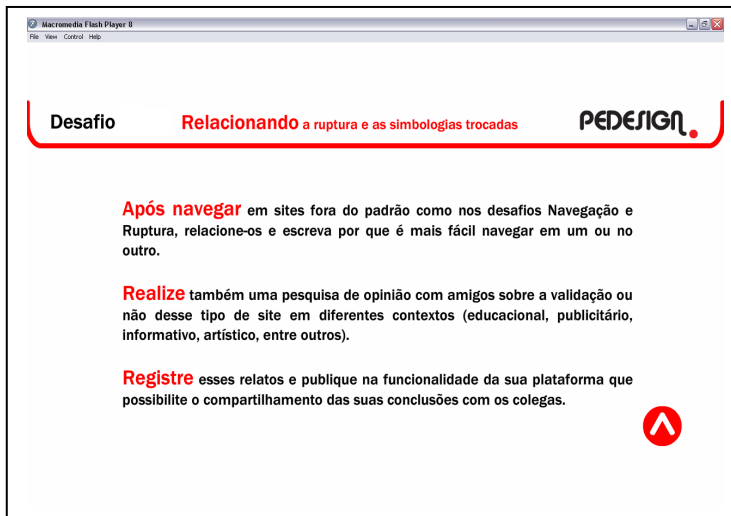 Macromedia Flash Player 8
File View Control Help
Desafio
Relacionando a ruptura e as simbologias trocadas
PEDESIGN.
Após navegar em sites fora do padrão como nos desafios Navegação e
Ruptura, relacione-os e escreva por que é mais fácil navegar em um ou no
outro.
Realize também uma pesquisa de opinião com amigos sobre a validação ou
não desse tipo de site em diferentes contextos (educacional, publicitário,
informativo, artístico, entre outros).
Registre esses relatos e publique na funcionalidade da sua plataforma que
possibilite o compartilhamento das suas conclusões com os colegas.